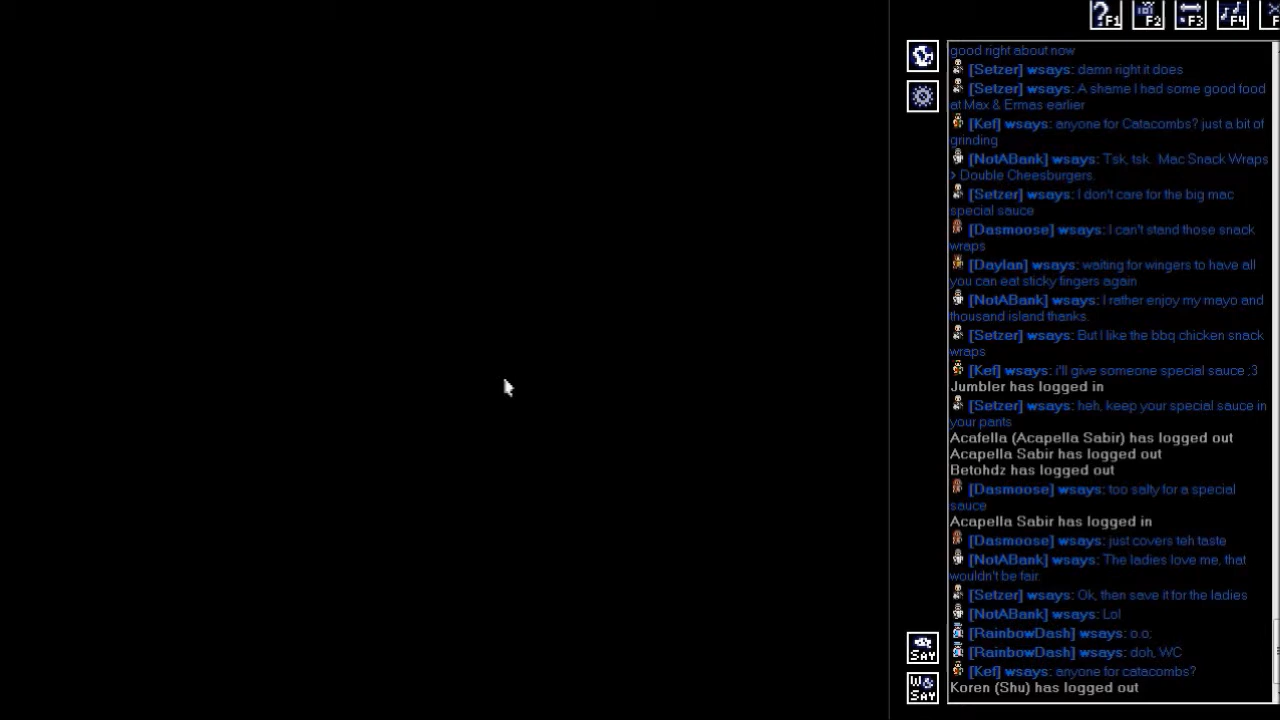 ?F1 F2 F3 F4 F
good right about now
[Setzer] wsays: damn right it does
[Setzer] wsays: A shame I had some good food
at Max & Ermas earlier
[Kef] wsays: anyone for Catacombs? just a bit of
grinding
[NotABank] wsays: Tsk, tsk. Mac Snack Wraps
> Double Cheesburgers.
[Setzer] wsays: I don't care for the big mac
special sauce
[Dasmoose] wsays: I can't stand those snack
wraps
[Daylan] wsays: waiting for wingers to have all
you can eat sticky fingers again
[NotABank] wsays: I rather enjoy my mayo and
thousand island thanks.
[Setzer] wsays: But I like the bbq chicken snack
wraps
[Kef] wsays: i'll give someone special sauce ;3
Jumbler has logged in
[Setzer] wsays: heh, keep your special sauce in
your pants
Acafella (Acapella Sabir) has logged out
Acapella Sabir has logged out
Betohdz has logged out
[Dasmoose] wsays: too salty for a special
sauce
Acapella Sabir has logged in
[Dasmoose] wsays: just covers teh taste
[NotABank] wsays: The ladies love me, that
wouldn't be fair.
[Setzer] wsays: Ok, then save it for the ladies
[NotABank] wsays: Lol
[RainbowDash] wsays: o.o;
[RainbowDash] wsays: doh, WC
[Kef] wsays: anyone for catacombs?
Koren (Shu) has logged out
SAY
W SAY